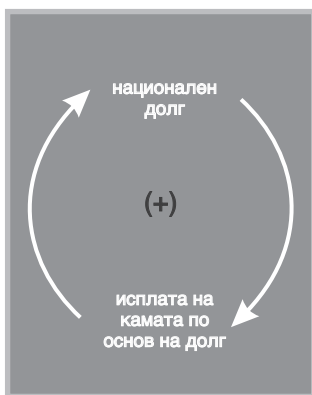 национален
долг
(+)
исплата на
камата по
основ на долг